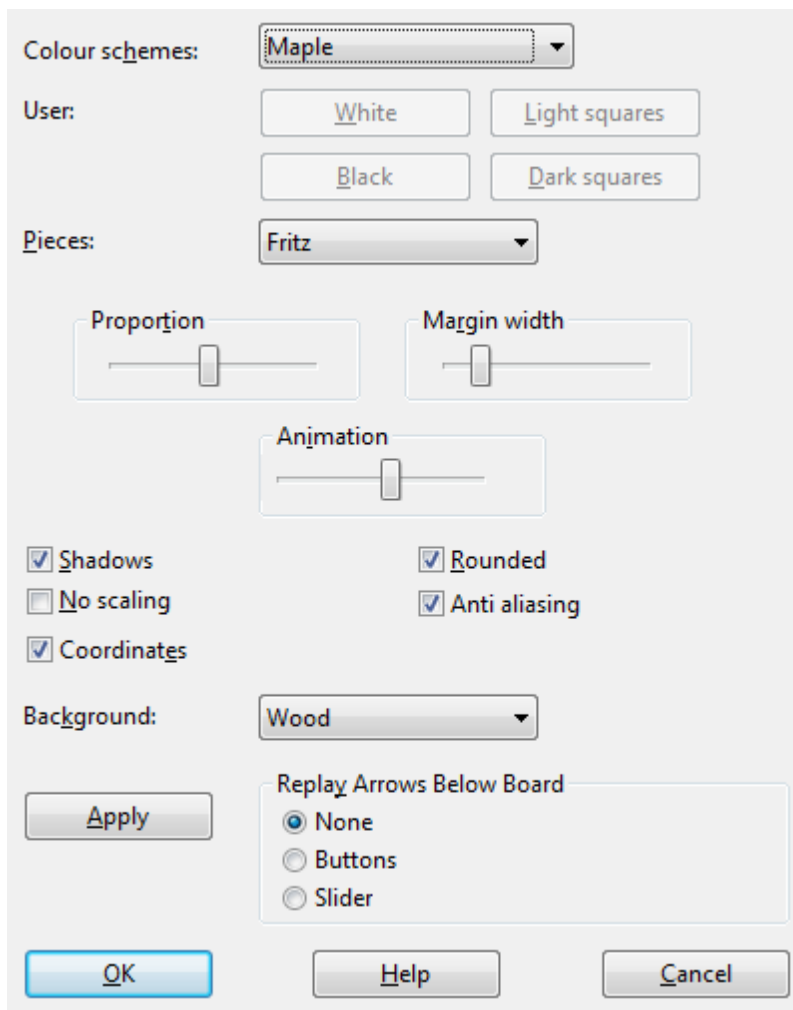 Colour schemes: Maple
User: White Light squares
Black Dark squares
Pieces: Fritz
Proportion Margin width
Animation
Shadows Rounded
No scaling Anti aliasing
Coordinates
Background: Wood
Replay Arrows Below Board
Apply None
Buttons
Slider
OK Help Cancel